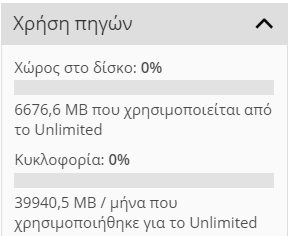 Χρήση πηγών
Χώρος στο δίσκο: 0%
6676,6 MB που χρησιμοποιείται από
το Unlimited
Κυκλοφορία: 0%
39940,5 MB / μήνα που
χρησιμοποιήθηκε για το Unlimited